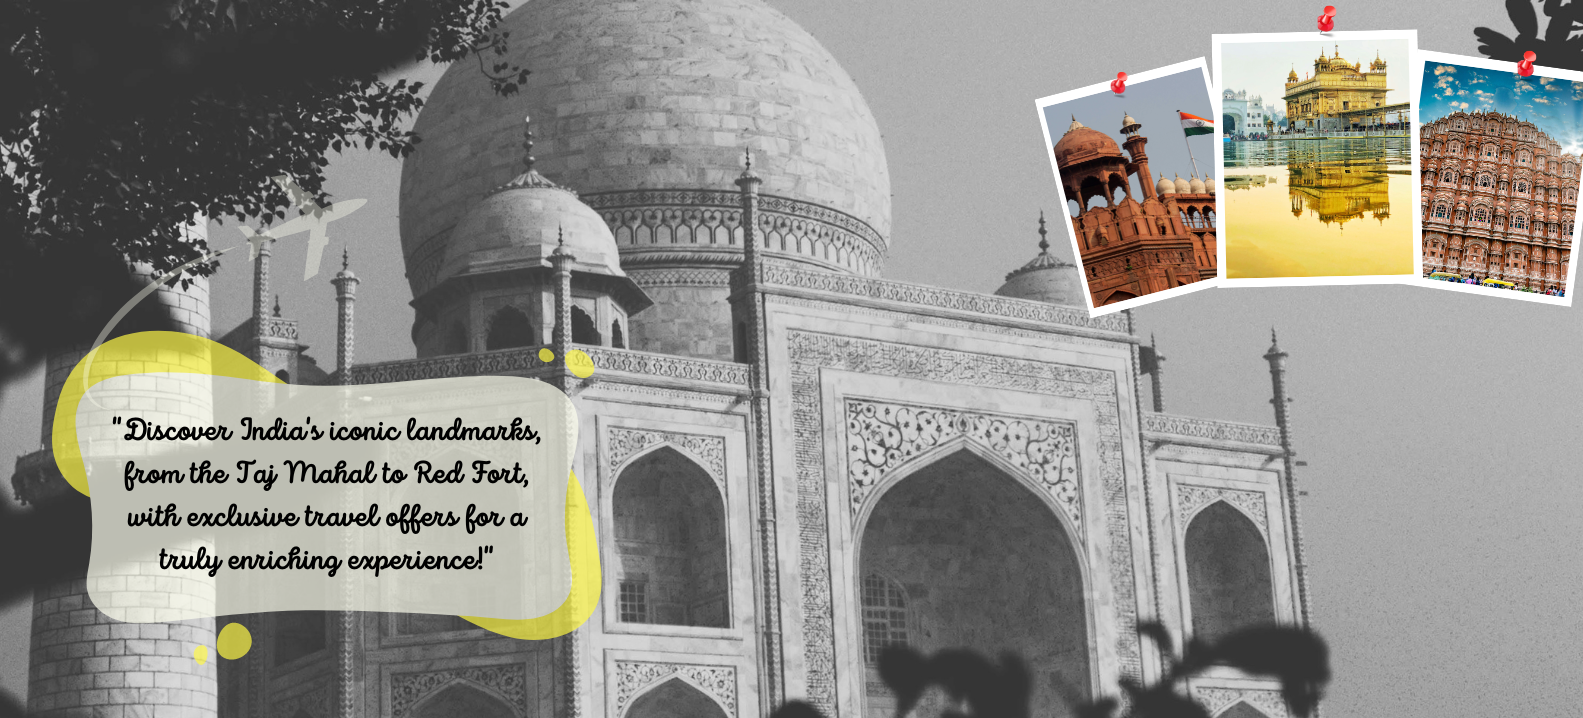 "Discover India's iconic landmarks,
from the Taj Mahal to Red Fort,
with exclusive travel offers for a
truly enriching experience!"